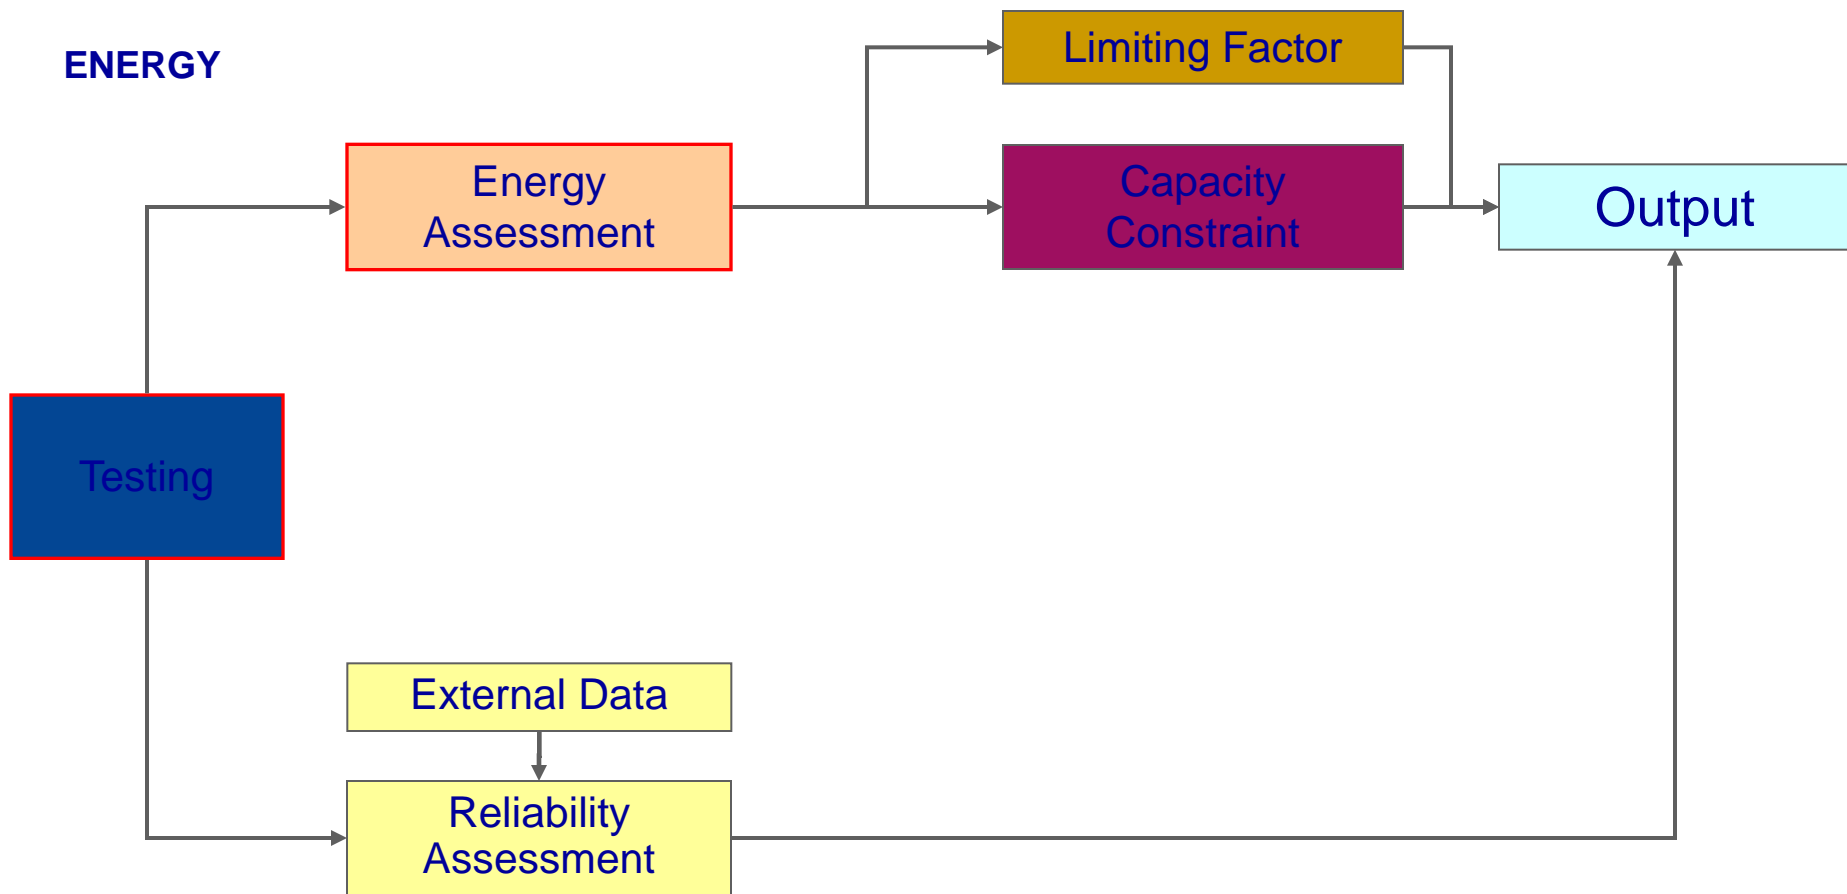 ENERGY
Limiting Factor
Energy
Assessment
Capacity
Constraint
Output
Testing
External Data
Reliability
Assessment